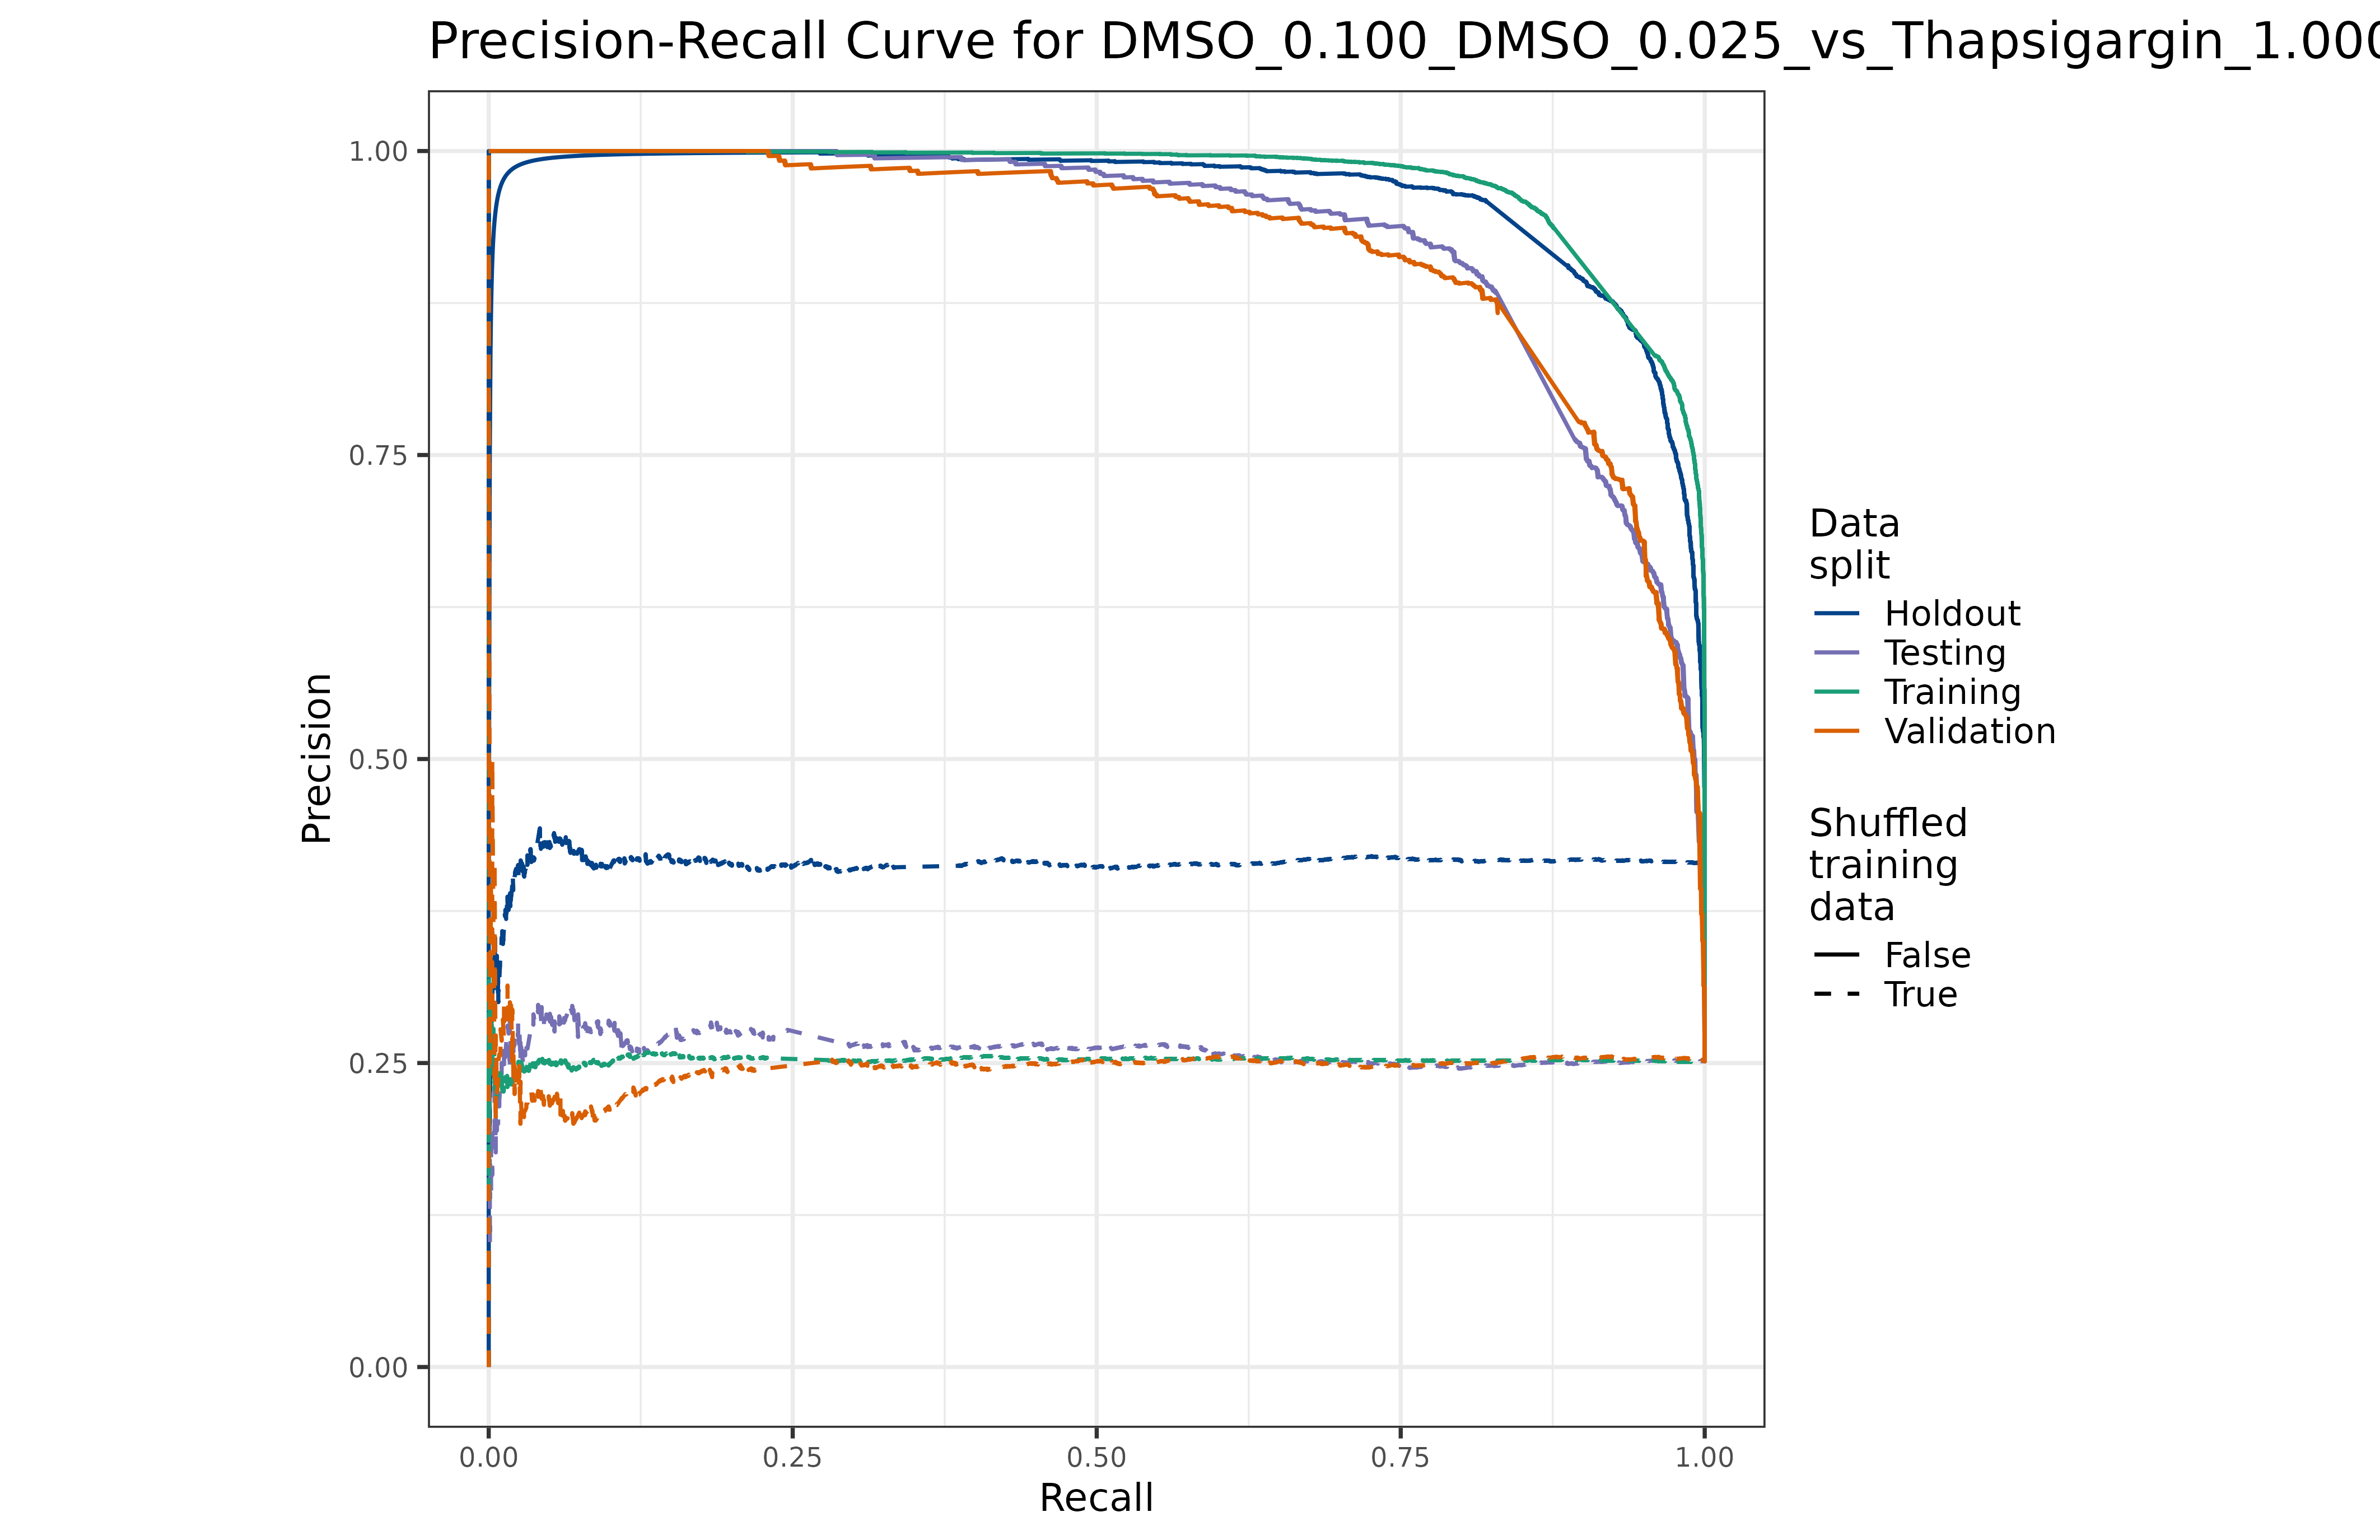 Precision-Recall Curve for DMSO_0.100_DMSO_0.025_vs_Thapsigargin_1.000
1.00
0.75
0.50
0.25
0.00
Precision
0.00 0.25 0.50 0.75 1.00
Recall
Data
split
Holdout
Testing
Training
Validation
Shuffled
training
data
False
True